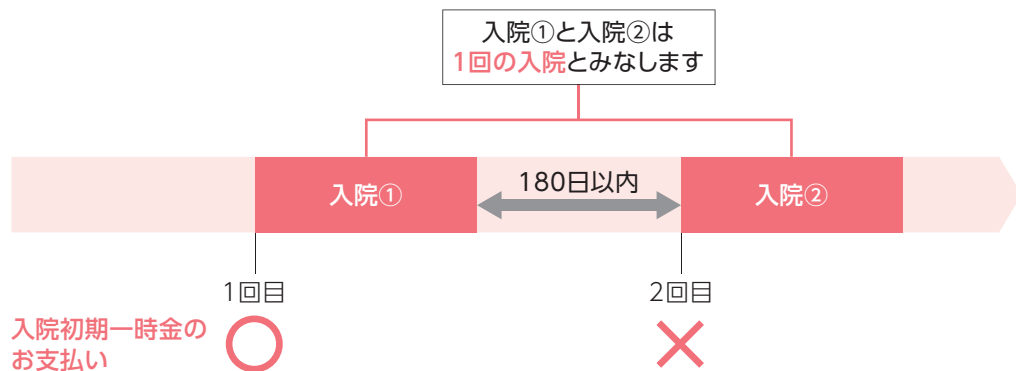 入院①と入院②は
1回の入院とみなします
入院①
180日以内
入院②
1回目
2回目
入院初期一時金の
お支払い